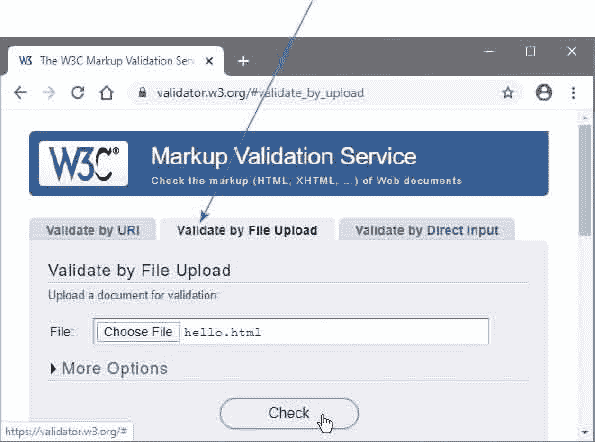 The W3C Markup Validation Serv
validator.w3.org/#validate_by_upload
W3C® Markup Validation Service
Check the markup (HTML, XHTML, ...) of Web documents
Validate by URI Validate by File Upload Validate by Direct Input
Validate by File Upload
Upload a document for validation:
File: Choose File hello.html
More Options
Check
https://validator.w3.org/#